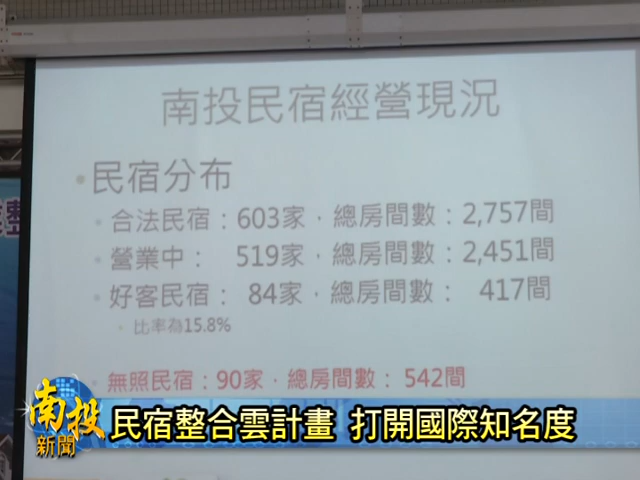 南投民宿經營現況
•民宿分布
•合法民宿：603家，總房間數：2,757間
•營業中： 519家，總房間數：2,451間
•好客民宿： 84家，總房間數： 417間
•比率為15.8%
•無照民宿：90家，總房間數： 542間
南投
新聞
民宿整合雲計畫 打開國際知名度